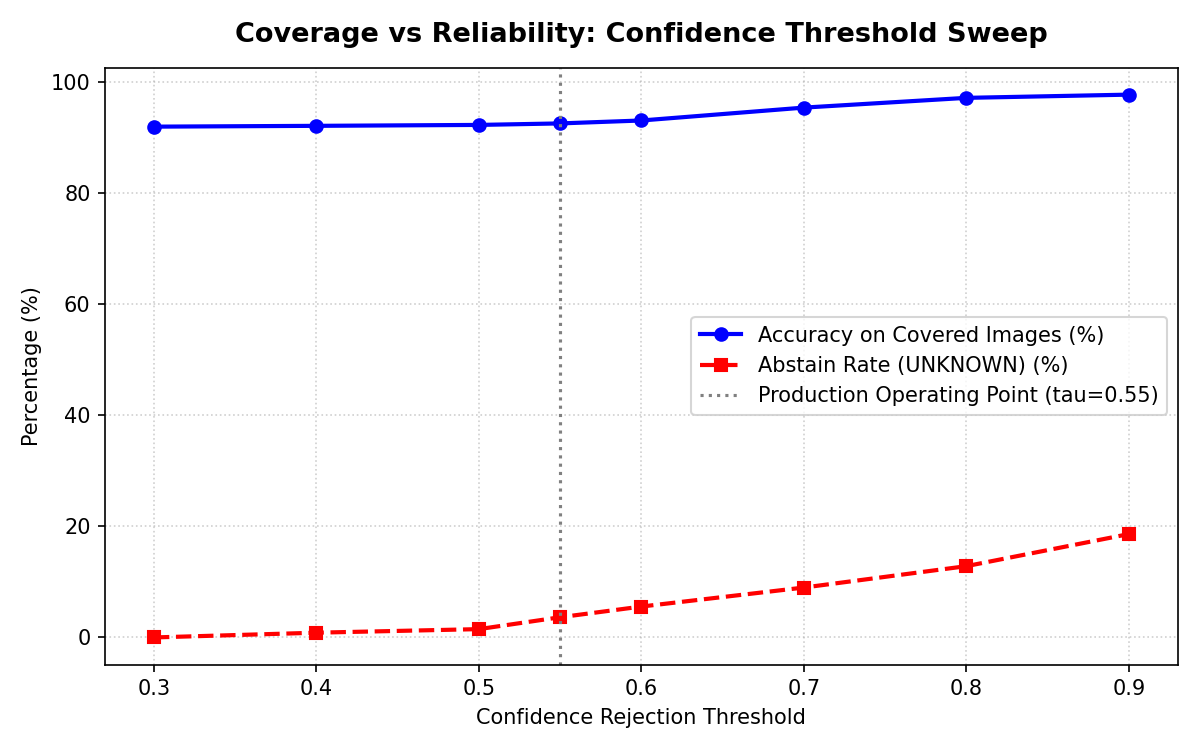 Coverage vs Reliability: Confidence Threshold Sweep
Percentage (%)
100
80
60
40
20
0
Accuracy on Covered Images (%)
Abstain Rate (UNKNOWN) (%)
Production Operating Point (tau=0.55)
0.3 0.4 0.5 0.6 0.7 0.8 0.9
Confidence Rejection Threshold